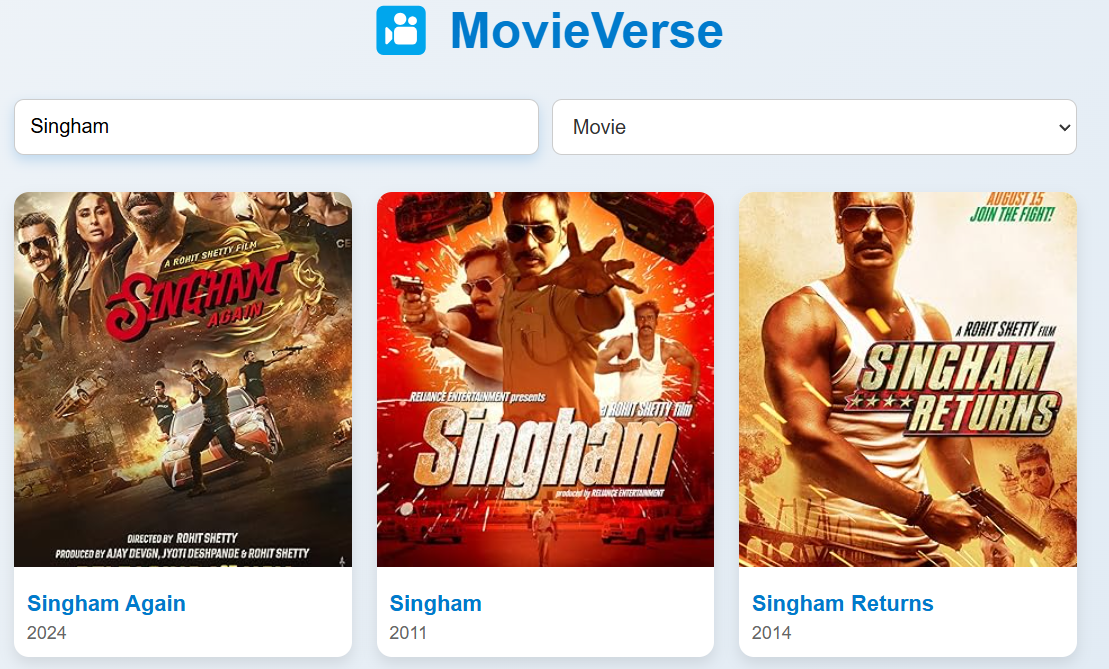 MovieVerse
Singham
Movie
A ROHIT SHETTY FILM
SINGHAM
AGAIN
DIRECTED BY ROHIT SHETTY
PRODUCED BY AJAY DEVGN, JYOTI DESHPANDE & ROHIT SHETTY
Singham Again
2024
RELIANCE ENTERTAINMENT presents
a ROHIT SHETTY film
Singham
produced by RELIANCE ENTERTAINMENT
Singham
2011
AUGUST 15
JOIN THE FIGHT!
A ROHIT SHETTY FILM
SINGHAM
RETURNS
Singham Returns
2014